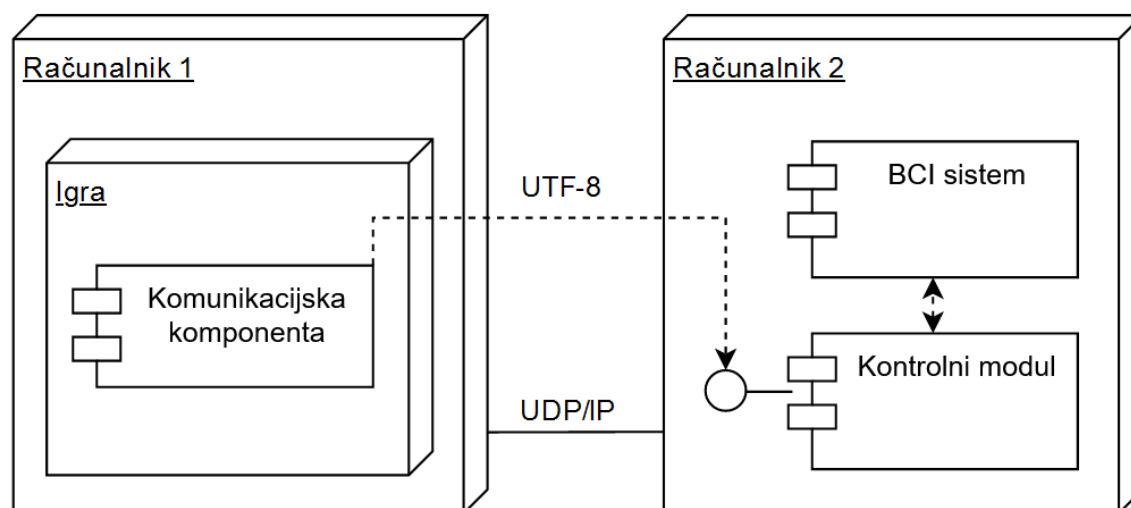 Računalnik 1
Igra
Komunikacijska
komponenta
UTF-8
UDP/IP
Računalnik 2
BCI sistem
Kontrolni modul